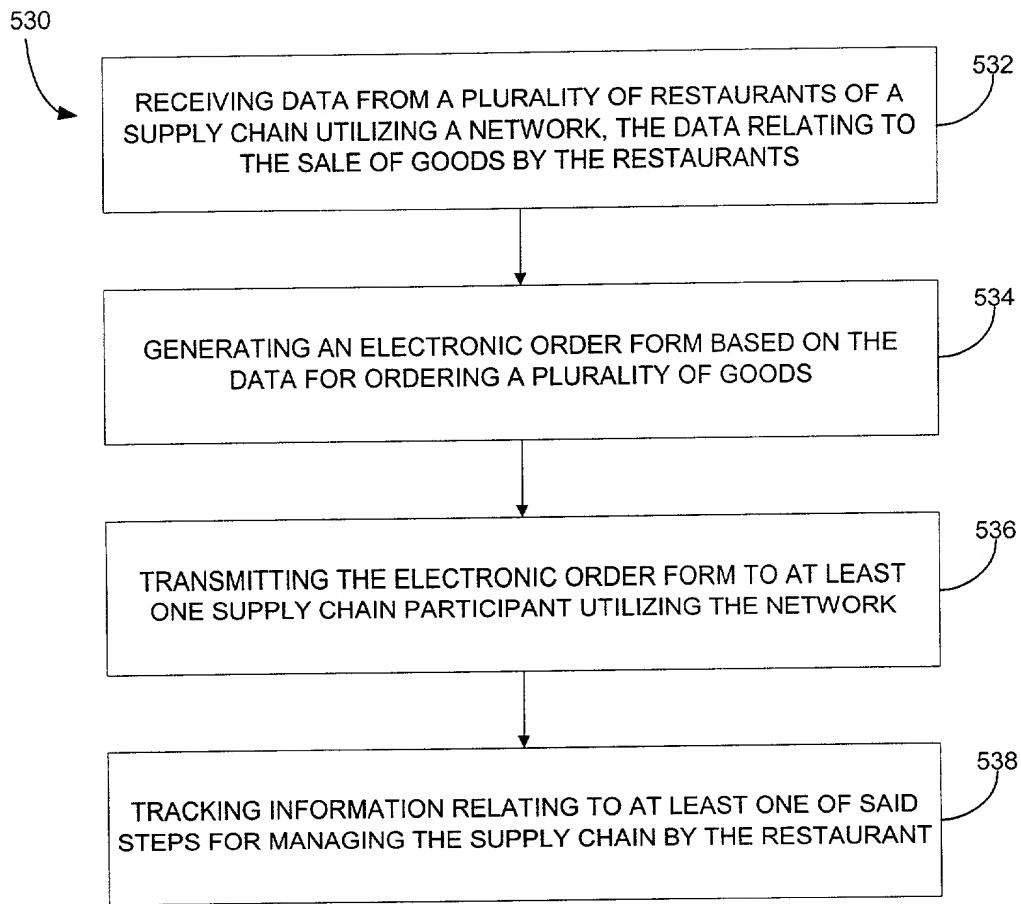 530
532
RECEIVING DATA FROM A PLURALITY OF RESTAURANTS OF A
SUPPLY CHAIN UTILIZING A NETWORK, THE DATA RELATING TO
THE SALE OF GOODS BY THE RESTAURANTS
534
GENERATING AN ELECTRONIC ORDER FORM BASED ON THE
DATA FOR ORDERING A PLURALITY OF GOODS
536
TRANSMITTING THE ELECTRONIC ORDER FORM TO AT LEAST
ONE SUPPLY CHAIN PARTICIPANT UTILIZING THE NETWORK
538
TRACKING INFORMATION RELATING TO AT LEAST ONE OF SAID
STEPS FOR MANAGING THE SUPPLY CHAIN BY THE RESTAURANT